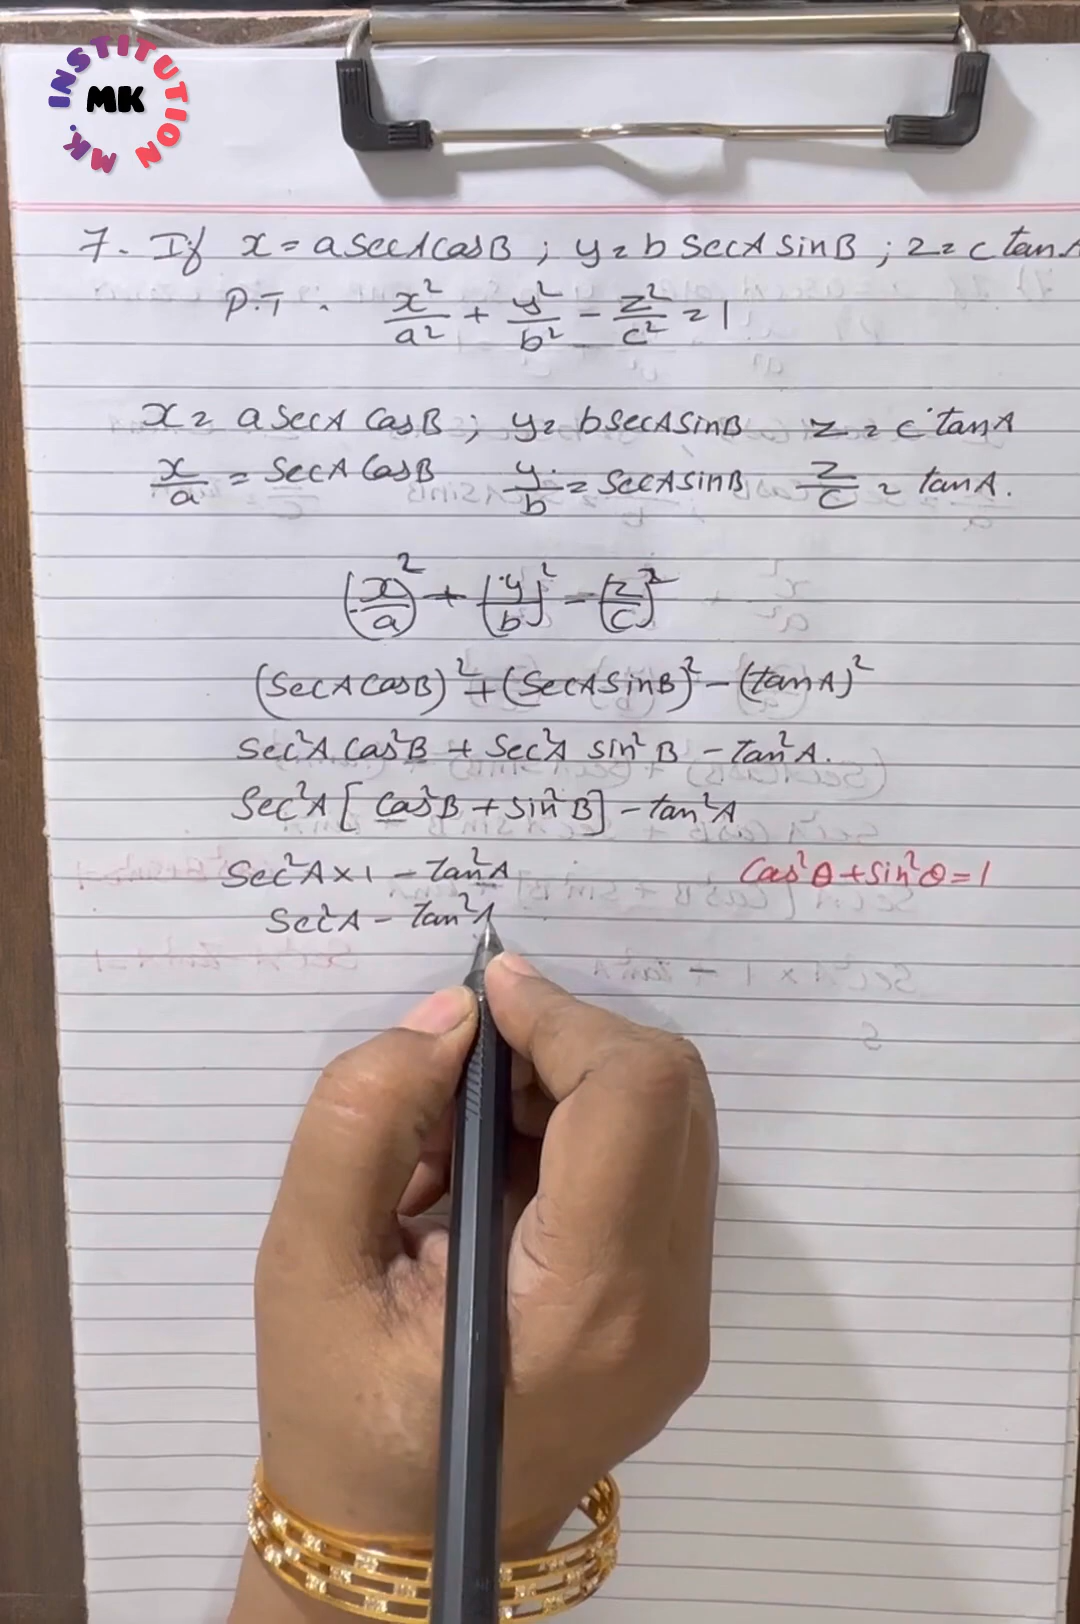 MK. INSTITUTION
MK
7. If x = a SecA CosB ; y = b SecA SinB ; z = c tanA
P.T. x²/a² + y²/b² - z²/c² = 1
x = a SecA CosB ; y = b SecA SinB z = c tanA
x/a = SecA CosB y/b = SecA sinB z/c = tanA.
(x/a)² + (y/b)² - (z/c)²
(SecA CosB)² + (SecA SinB)² - (tanA)²
Sec²A Cos²B + Sec²A sin²B - Tan²A.
Sec²A [Cos²B + Sin²B] - tan²A
Sec²A × 1 - Tan²A Cos²θ + Sin²θ = 1
Sec²A - Tan²A